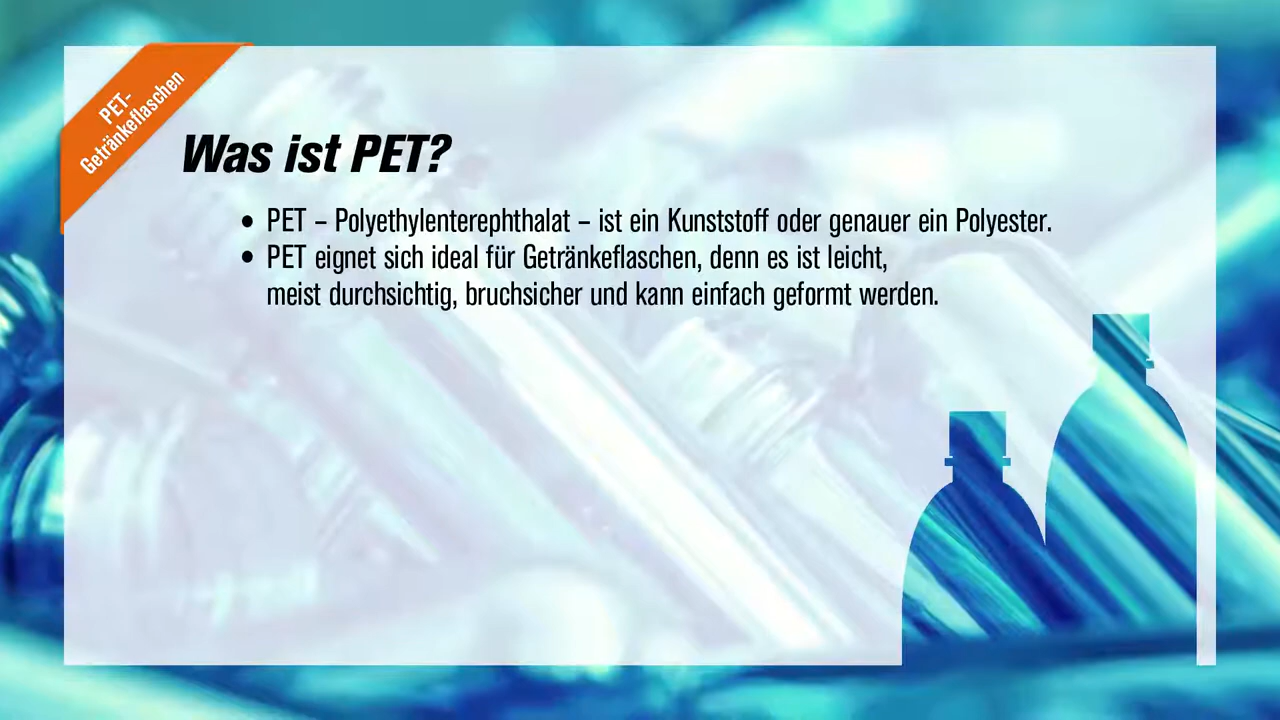 PET-
Getränkeflaschen
Was ist PET?
• PET – Polyethylenterephthalat – ist ein Kunststoff oder genauer ein Polyester.
• PET eignet sich ideal für Getränkeflaschen, denn es ist leicht,
meist durchsichtig, bruchsicher und kann einfach geformt werden.